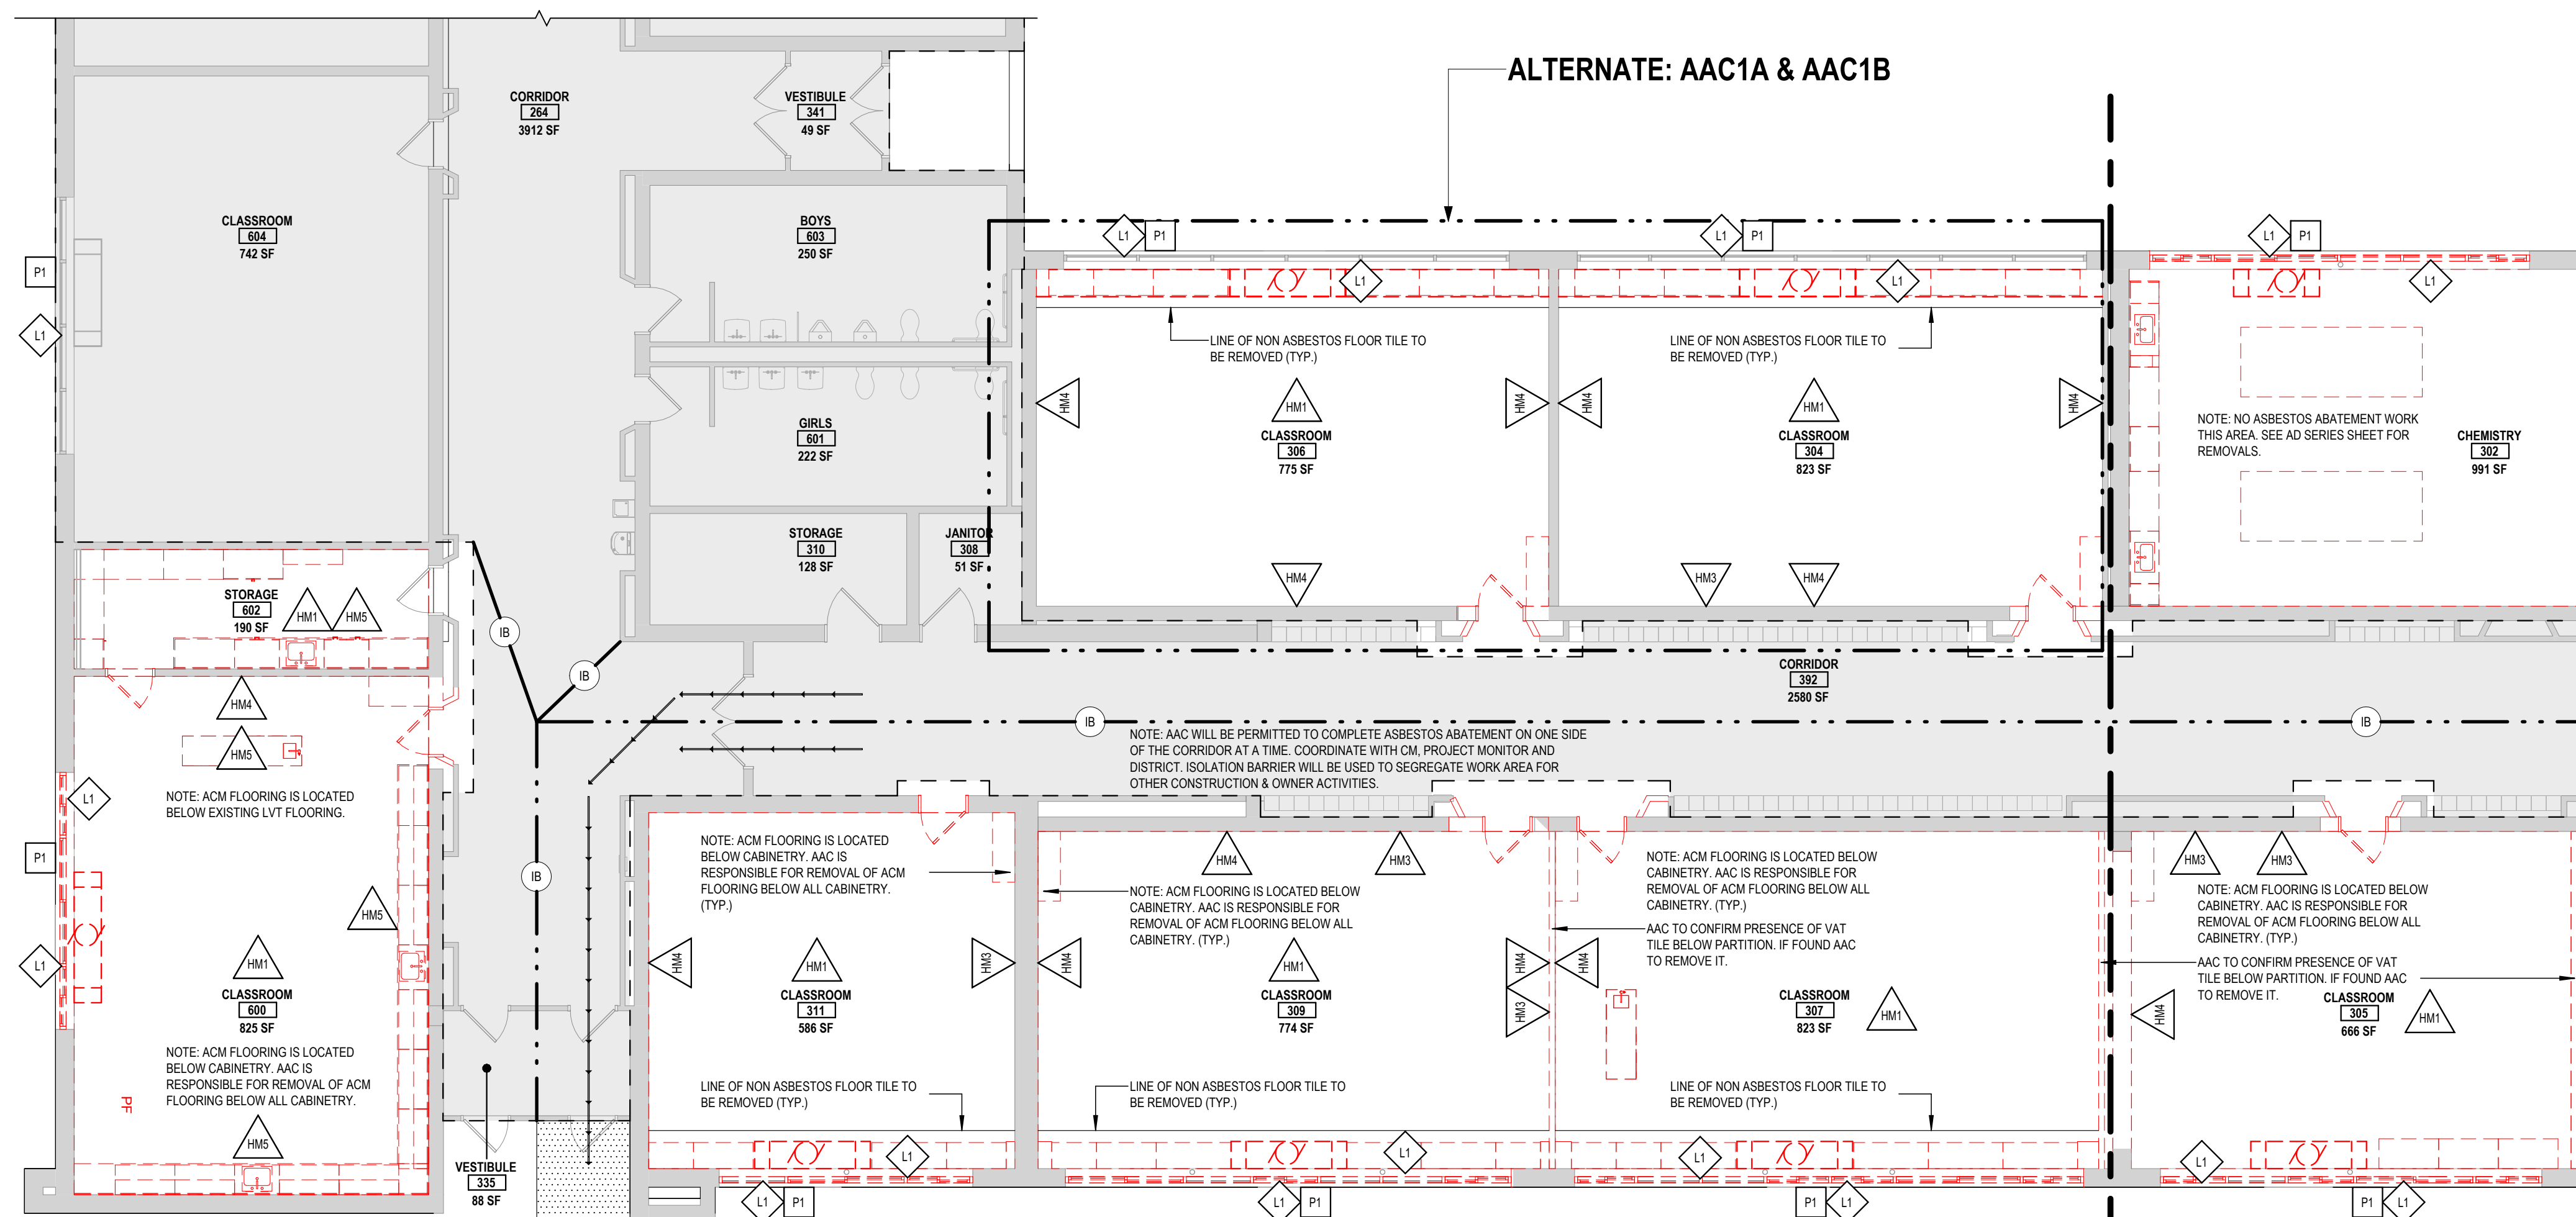 ALTERNATE: AAC1A & AAC1B
CORRIDOR
264
3912 SF
VESTIBULE
341
49 SF
CLASSROOM
604
742 SF
BOYS
603
250 SF
P1
L1
L1
P1
L1
P1
L1
P1
L1
L1
L1
LINE OF NON ASBESTOS FLOOR TILE TO
BE REMOVED (TYP.)
LINE OF NON ASBESTOS FLOOR TILE TO
BE REMOVED (TYP.)
GIRLS
601
222 SF
HM4
HM1
HM4
CLASSROOM
306
775 SF
HM4
HM4
HM1
HM4
CLASSROOM
304
823 SF
HM3
HM4
NOTE: NO ASBESTOS ABATEMENT WORK
THIS AREA. SEE AD SERIES SHEET FOR
REMOVALS.
CHEMISTRY
302
991 SF
STORAGE
310
128 SF
JANITOR
308
51 SF
STORAGE
602
190 SF
HM1
HM5
IB
IB
CORRIDOR
392
2580 SF
IB
IB
NOTE: AAC WILL BE PERMITTED TO COMPLETE ASBESTOS ABATEMENT ON ONE SIDE
OF THE CORRIDOR AT A TIME. COORDINATE WITH CM, PROJECT MONITOR AND
DISTRICT. ISOLATION BARRIER WILL BE USED TO SEGREGATE WORK AREA FOR
OTHER CONSTRUCTION & OWNER ACTIVITIES.
HM4
HM5
L1
NOTE: ACM FLOORING IS LOCATED
BELOW EXISTING LVT FLOORING.
P1
HM5
L1
HM1
CLASSROOM
600
825 SF
NOTE: ACM FLOORING IS LOCATED
BELOW CABINETRY. AAC IS
RESPONSIBLE FOR REMOVAL OF ACM
FLOORING BELOW ALL CABINETRY.
PF
HM5
IB
VESTIBULE
335
88 SF
NOTE: ACM FLOORING IS LOCATED
BELOW CABINETRY. AAC IS
RESPONSIBLE FOR REMOVAL OF ACM
FLOORING BELOW ALL CABINETRY.
(TYP.)
HM4
HM1
HM3
CLASSROOM
311
586 SF
LINE OF NON ASBESTOS FLOOR TILE TO
BE REMOVED (TYP.)
L1
L1
P1
HM4
HM3
NOTE: ACM FLOORING IS LOCATED BELOW
CABINETRY. AAC IS RESPONSIBLE FOR
REMOVAL OF ACM FLOORING BELOW ALL
CABINETRY. (TYP.)
HM4
HM1
HM4
HM3
CLASSROOM
309
774 SF
LINE OF NON ASBESTOS FLOOR TILE TO
BE REMOVED (TYP.)
L1
L1
P1
NOTE: ACM FLOORING IS LOCATED BELOW
CABINETRY. AAC IS RESPONSIBLE FOR
REMOVAL OF ACM FLOORING BELOW ALL
CABINETRY. (TYP.)
AAC TO CONFIRM PRESENCE OF VAT
TILE BELOW PARTITION. IF FOUND AAC
TO REMOVE IT.
HM4
CLASSROOM
307
823 SF
HM1
LINE OF NON ASBESTOS FLOOR TILE TO
BE REMOVED (TYP.)
L1
P1
L1
HM3
HM3
NOTE: ACM FLOORING IS LOCATED BELOW
CABINETRY. AAC IS RESPONSIBLE FOR
REMOVAL OF ACM FLOORING BELOW ALL
CABINETRY. (TYP.)
AAC TO CONFIRM PRESENCE OF VAT
TILE BELOW PARTITION. IF FOUND AAC
TO REMOVE IT.
HM4
CLASSROOM
305
666 SF
HM1
L1
P1
L1